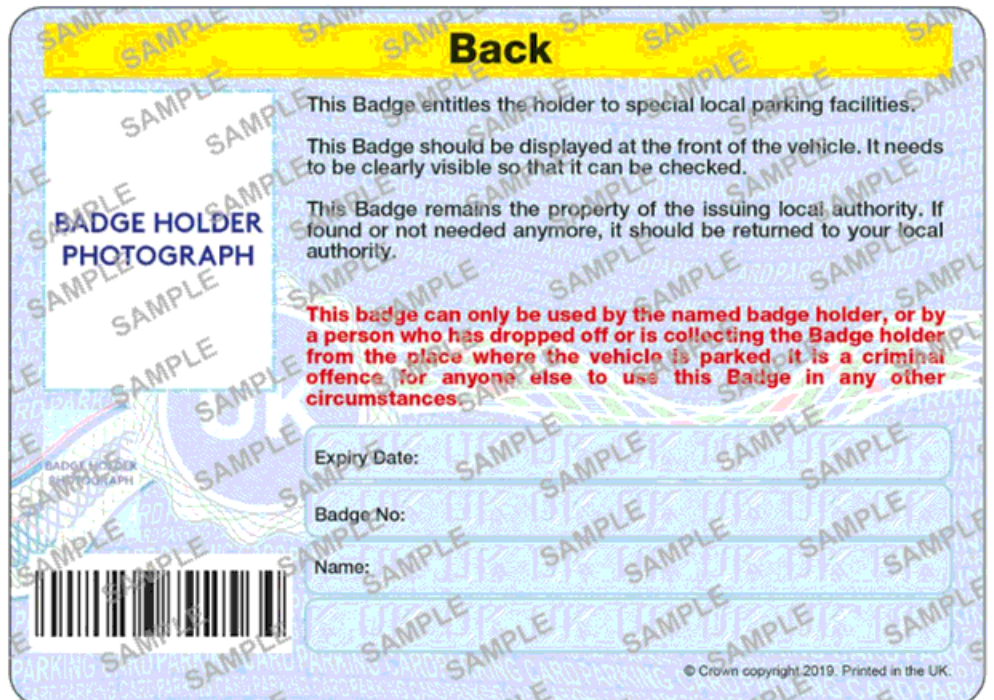 Back
This Badge entitles the holder to special local parking facilities.
This Badge should be displayed at the front of the vehicle. It needs
to be clearly visible so that it can be checked.
This Badge remains the property of the issuing local authority. If
found or not needed anymore, it should be returned to your local
authority.
BADGE HOLDER
PHOTOGRAPH
This badge can only be used by the named badge holder, or by
a person who has dropped off or is collecting the Badge holder
from the place where the vehicle is parked. It is a criminal
offence for anyone else to use this Badge in any other
circumstances.
UK
BADGE HOLDER
PHOTOGRAPH
Expiry Date:
Badge No:
Name:
© Crown copyright 2019. Printed in the UK.
SAMPLE